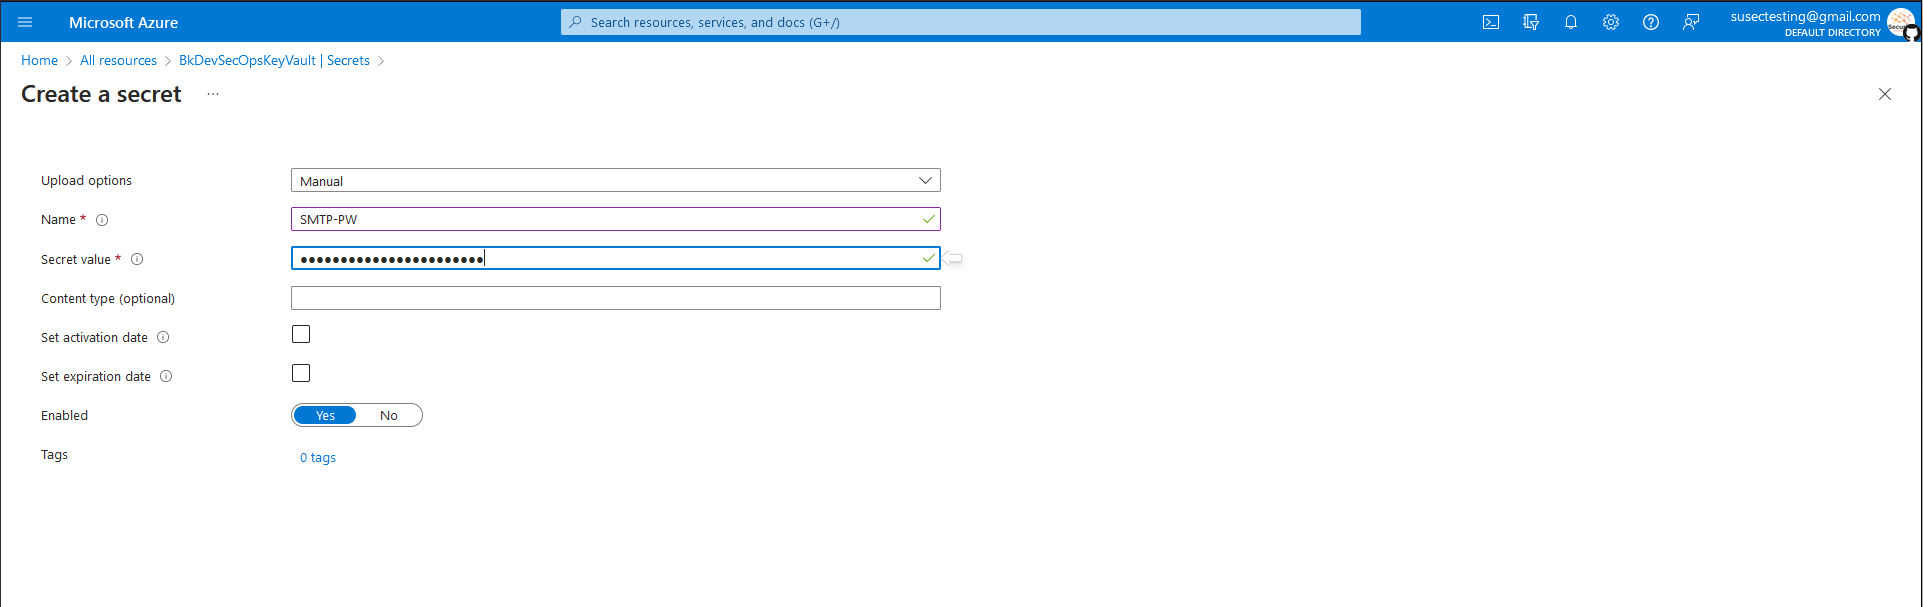 Microsoft Azure
Search resources, services, and docs (G+/)
susectesting@gmail.com
DEFAULT DIRECTORY
Home > All resources > BkDevSecOpsKeyVault | Secrets >
Create a secret ...
Upload options Manual
Name * SMTP-PW
Secret value * ●●●●●●●●●●●●●●●●●●●●●●●
Content type (optional)
Set activation date
Set expiration date
Enabled Yes No
Tags 0 tags